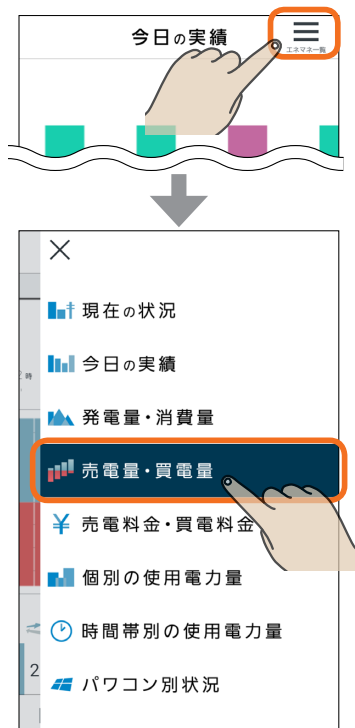 今日の実績
エネマネ一覧
現在の状況
今日の実績
時
発電量・消費量
売電量・買電量
売電料金・買電料金
個別の使用電力量
時間帯別の使用電力量
2
パワコン別状況